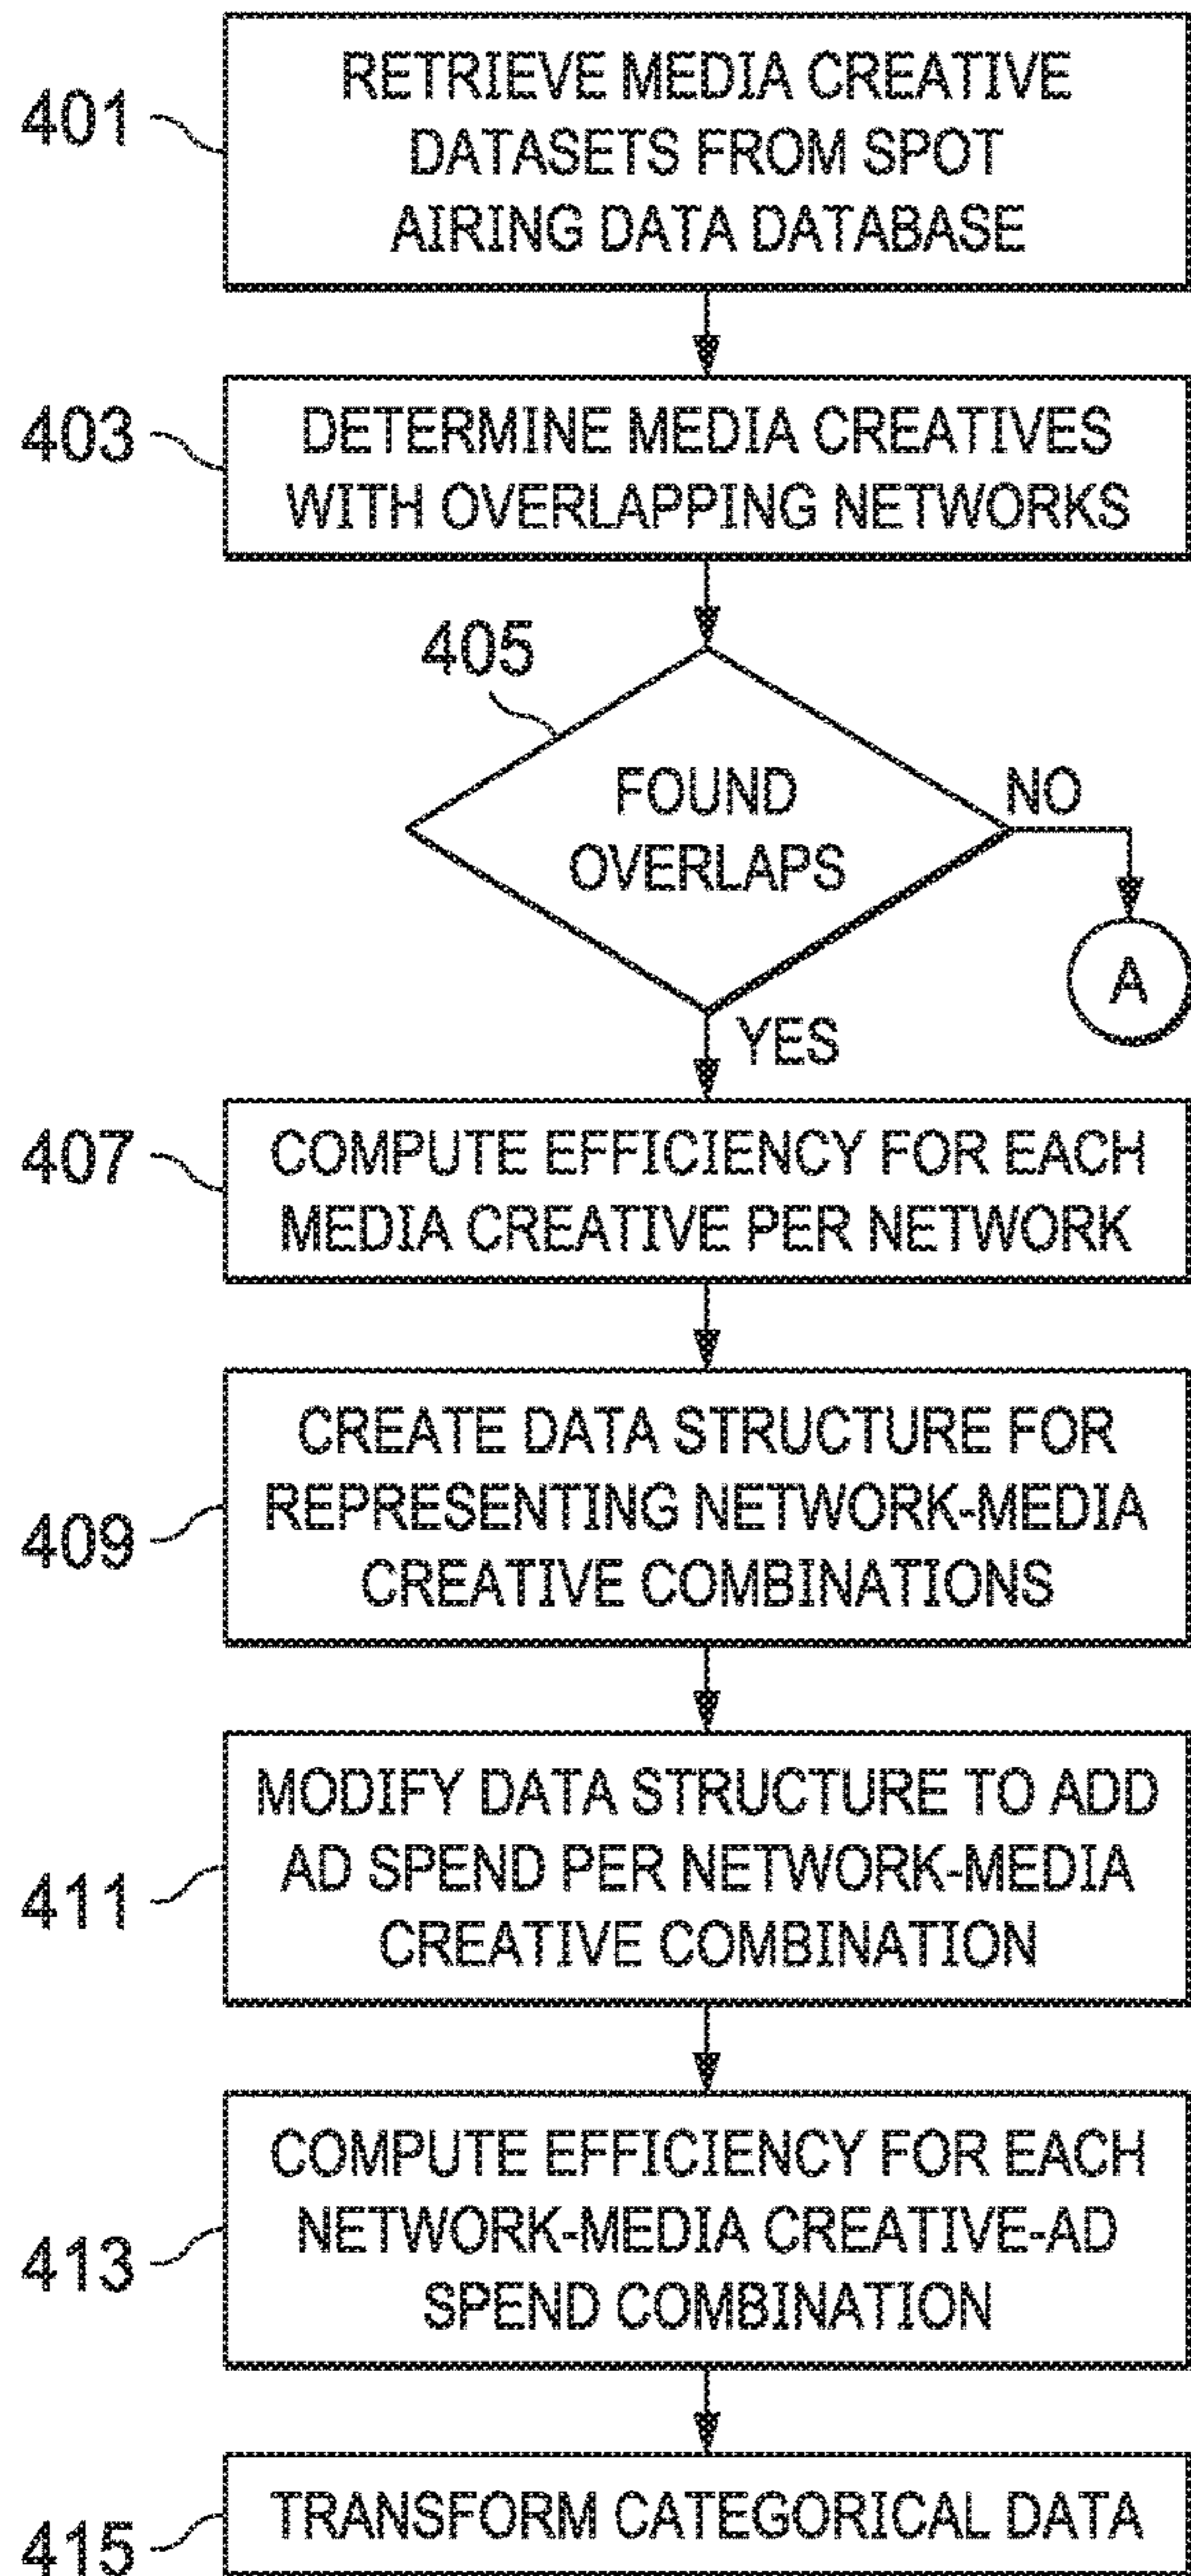 401
RETRIEVE MEDIA CREATIVE
DATASETS FROM SPOT
AIRING DATA DATABASE
403
DETERMINE MEDIA CREATIVES
WITH OVERLAPPING NETWORKS
405
FOUND
OVERLAPS
NO
A
YES
407
COMPUTE EFFICIENCY FOR EACH
MEDIA CREATIVE PER NETWORK
409
CREATE DATA STRUCTURE FOR
REPRESENTING NETWORK-MEDIA
CREATIVE COMBINATIONS
411
MODIFY DATA STRUCTURE TO ADD
AD SPEND PER NETWORK-MEDIA
CREATIVE COMBINATION
413
COMPUTE EFFICIENCY FOR EACH
NETWORK-MEDIA CREATIVE-AD
SPEND COMBINATION
415
TRANSFORM CATEGORICAL DATA